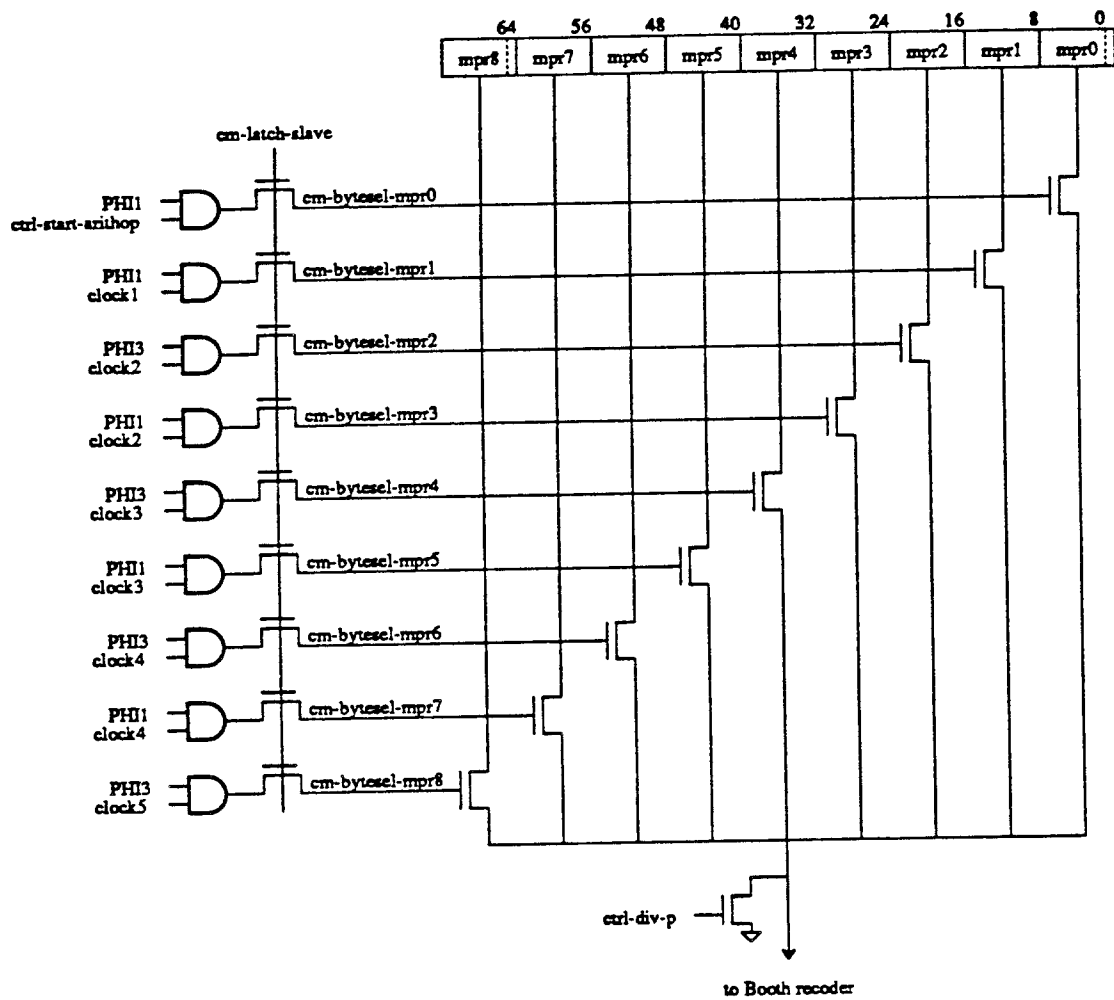 64 56 48 40 32 24 16 8 0
mpr8 mpr7 mpr6 mpr5 mpr4 mpr3 mpr2 mpr1 mpr0
cm-latch-slave
PHI1
ctrl-start-arithop
cm-bytesel-mpr0
PHI1
clock1
cm-bytesel-mpr1
PHI3
clock2
cm-bytesel-mpr2
PHI1
clock2
cm-bytesel-mpr3
PHI3
clock3
cm-bytesel-mpr4
PHI1
clock3
cm-bytesel-mpr5
PHI3
clock4
cm-bytesel-mpr6
PHI1
clock4
cm-bytesel-mpr7
PHI3
clock5
cm-bytesel-mpr8
ctrl-div-p
to Booth recoder